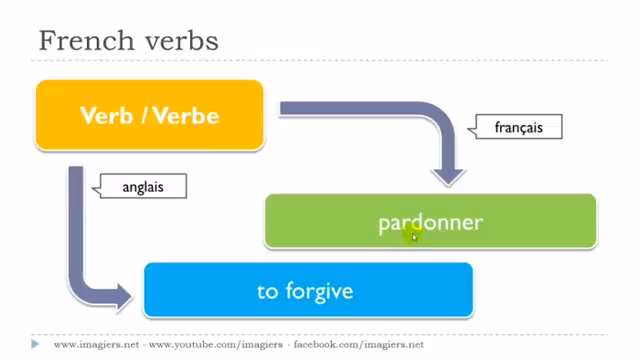 French verbs
Verb / Verbe
français
anglais
pardonner
to forgive
www.imagiers.net - www.youtube.com/imagiers - facebook.com/imagiers.net